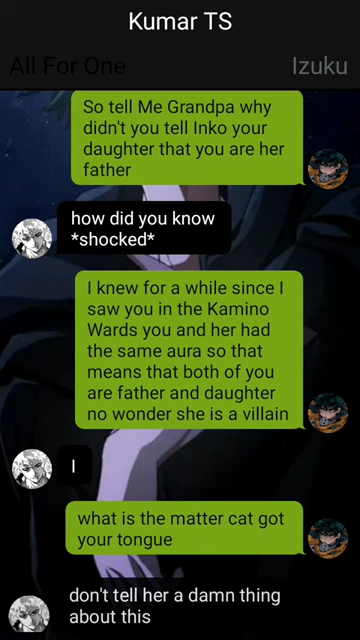 Kumar TS
All For One
Izuku
So tell Me Grandpa why
didn't you tell Inko your
daughter that you are her
father
how did you know
*shocked*
I knew for a while since I
saw you in the Kamino
Wards you and her had
the same aura so that
means that both of you
are father and daughter
no wonder she is a villain
I
what is the matter cat got
your tongue
don't tell her a damn thing
about this